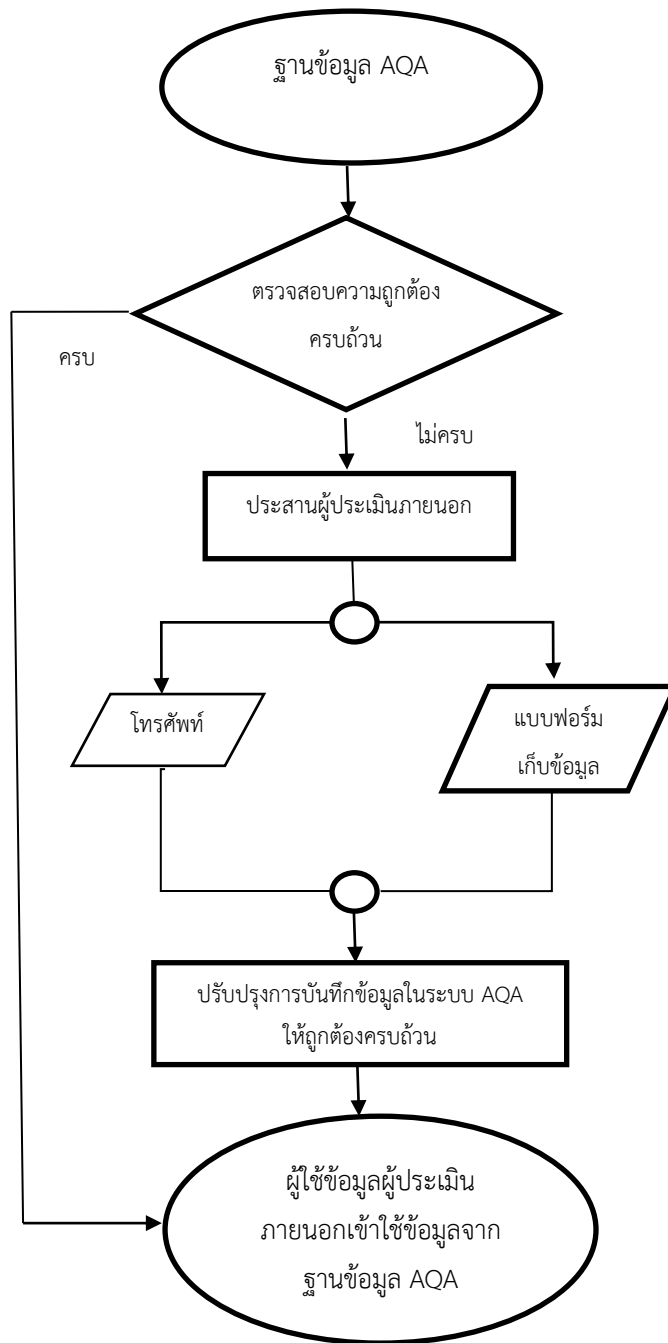 ฐานข้อมูล AQA
ตรวจสอบความถูกต้อง
ครบถ้วน
ครบ
ไม่ครบ
ประสานผู้ประเมินภายนอก
โทรศัพท์
แบบฟอร์ม
เก็บข้อมูล
ปรับปรุงการบันทึกข้อมูลในระบบ AQA
ให้ถูกต้องครบถ้วน
ผู้ใช้ข้อมูลผู้ประเมิน
ภายนอกเข้าใช้ข้อมูลจาก
ฐานข้อมูล AQA